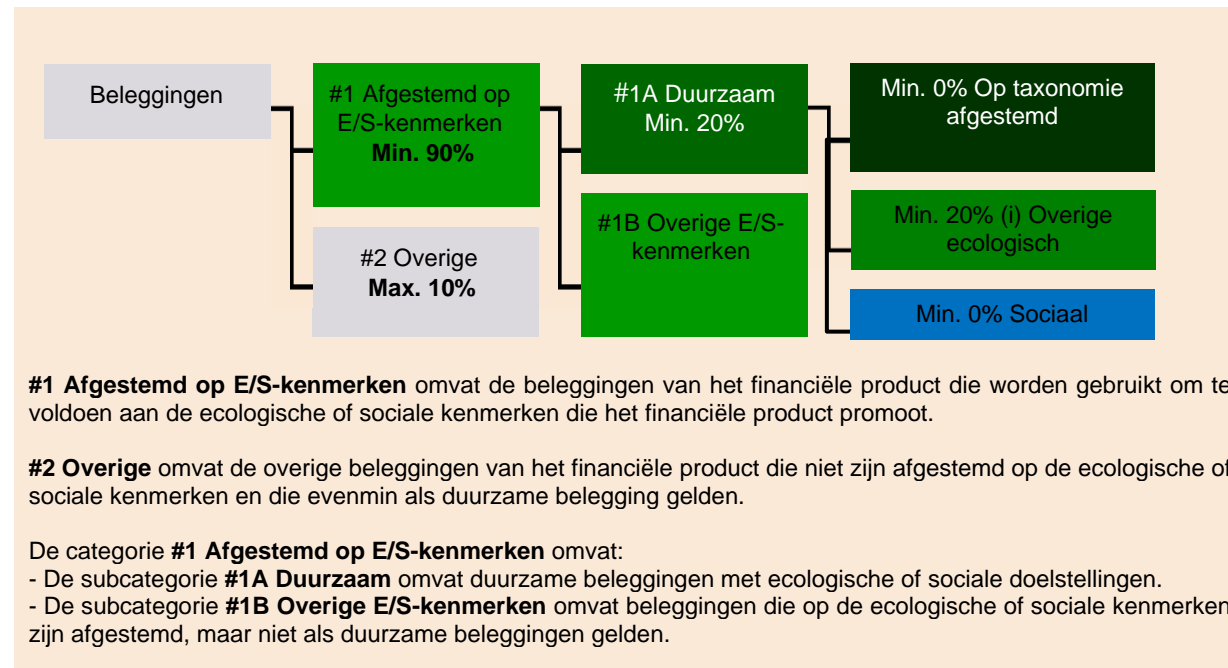 Beleggingen
#1 Afgestemd op
E/S-kenmerken
Min. 90%
#2 Overige
Max. 10%
#1A Duurzaam
Min. 20%
#1B Overige E/S-
kenmerken
Min. 0% Op taxonomie
afgestemd
Min. 20% (i) Overige
ecologisch
Min. 0% Sociaal
#1 Afgestemd op E/S-kenmerken omvat de beleggingen van het financiële product die worden gebruikt om te
voldoen aan de ecologische of sociale kenmerken die het financiële product promoot.
#2 Overige omvat de overige beleggingen van het financiële product die niet zijn afgestemd op de ecologische of
sociale kenmerken en die evenmin als duurzame belegging gelden.
De categorie #1 Afgestemd op E/S-kenmerken omvat:
- De subcategorie #1A Duurzaam omvat duurzame beleggingen met ecologische of sociale doelstellingen.
- De subcategorie #1B Overige E/S-kenmerken omvat beleggingen die op de ecologische of sociale kenmerken
zijn afgestemd, maar niet als duurzame beleggingen gelden.